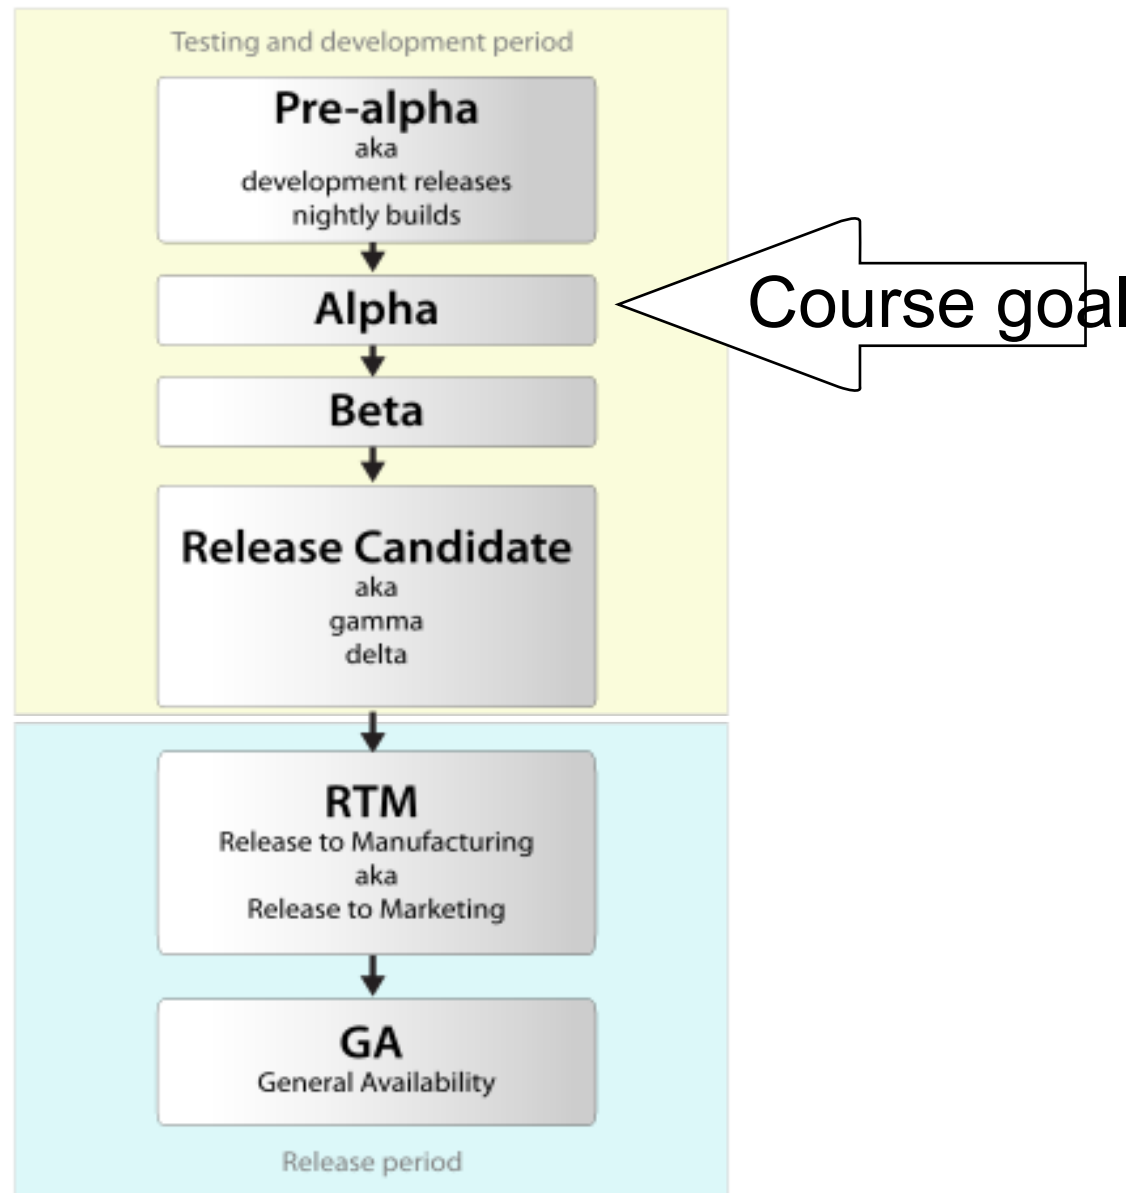 Testing and development period
Pre-alpha
aka
development releases
nightly builds
Alpha
Course goal
Beta
Release Candidate
aka
gamma
delta
RTM
Release to Manufacturing
aka
Release to Marketing
GA
General Availability
Release period